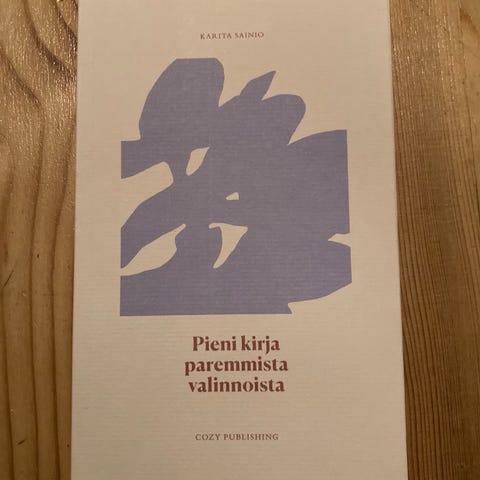 KARITA SAINIO
Pieni kirja
paremmista
valinnoista
COZY PUBLISHING